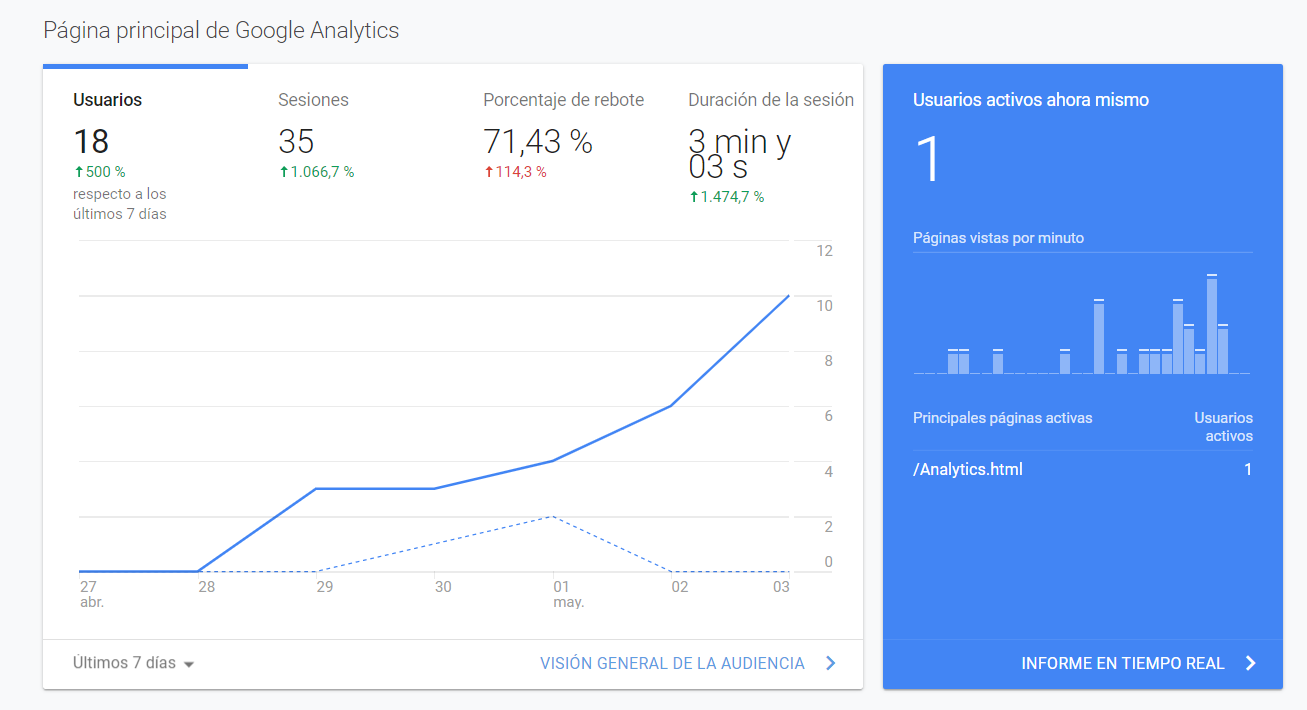 Página principal de Google Analytics
Usuarios
18
500 %
respecto a los
últimos 7 días
Sesiones
35
1.066,7 %
Porcentaje de rebote
71,43 %
114,3 %
Duración de la sesión
3 min y
03 s
1.474,7 %
12
10
8
6
4
2
0
27
abr.
28
29
30
01
may.
02
03
Últimos 7 días
VISIÓN GENERAL DE LA AUDIENCIA
Usuarios activos ahora mismo
1
Páginas vistas por minuto
Principales páginas activas
Usuarios
activos
/Analytics.html 1
INFORME EN TIEMPO REAL